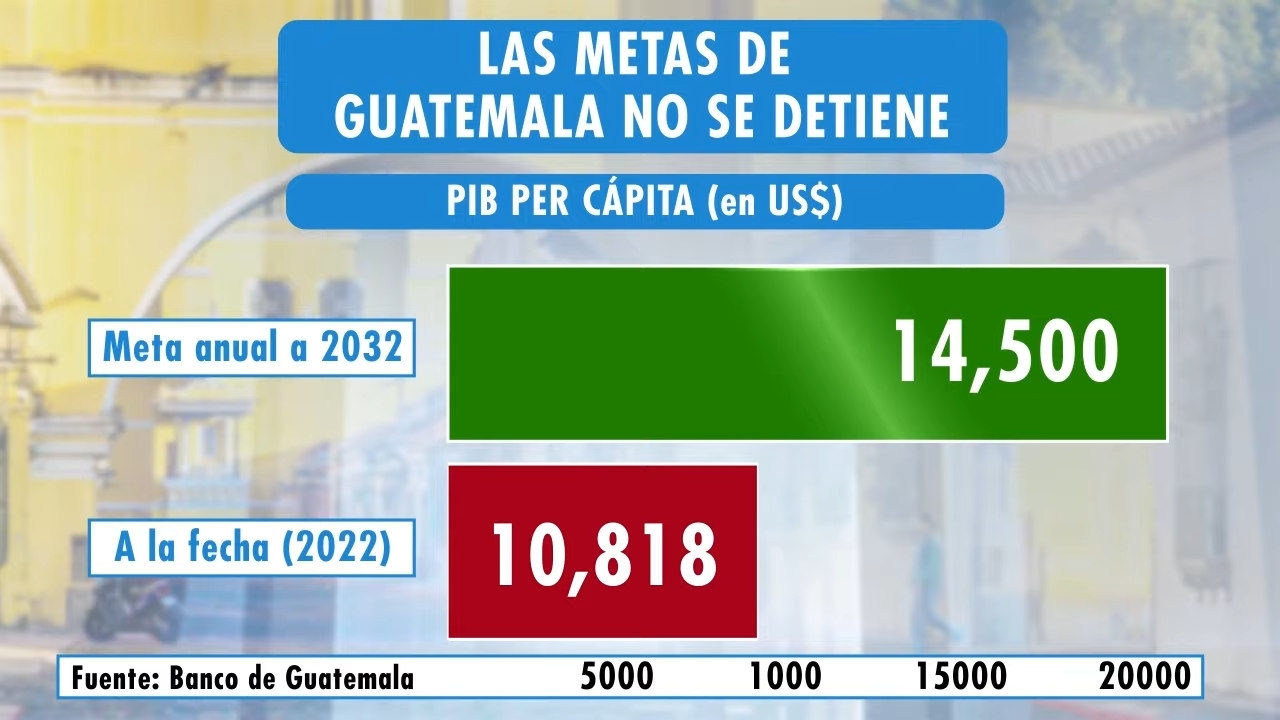 LAS METAS DE
GUATEMALA NO SE DETIENE
PIB PER CÁPITA (en US$)
Meta anual a 2032
14,500
A la fecha (2022)
10,818
Fuente: Banco de Guatemala 5000 1000 15000 20000